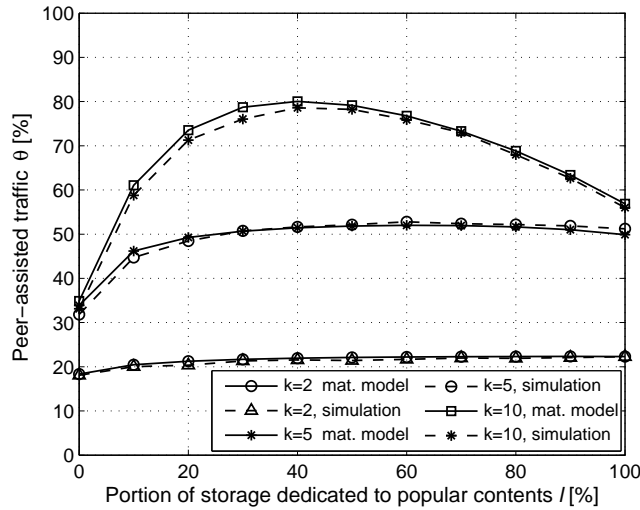 100
90
80
70
60
50
40
30
20
10
0
Peer-assisted traffic θ [%]
k=2 mat. model
k=2, simulation
k=5 mat. model
k=5, simulation
k=10, mat. model
k=10, simulation
0 20 40 60 80 100
Portion of storage dedicated to popular contents l [%]